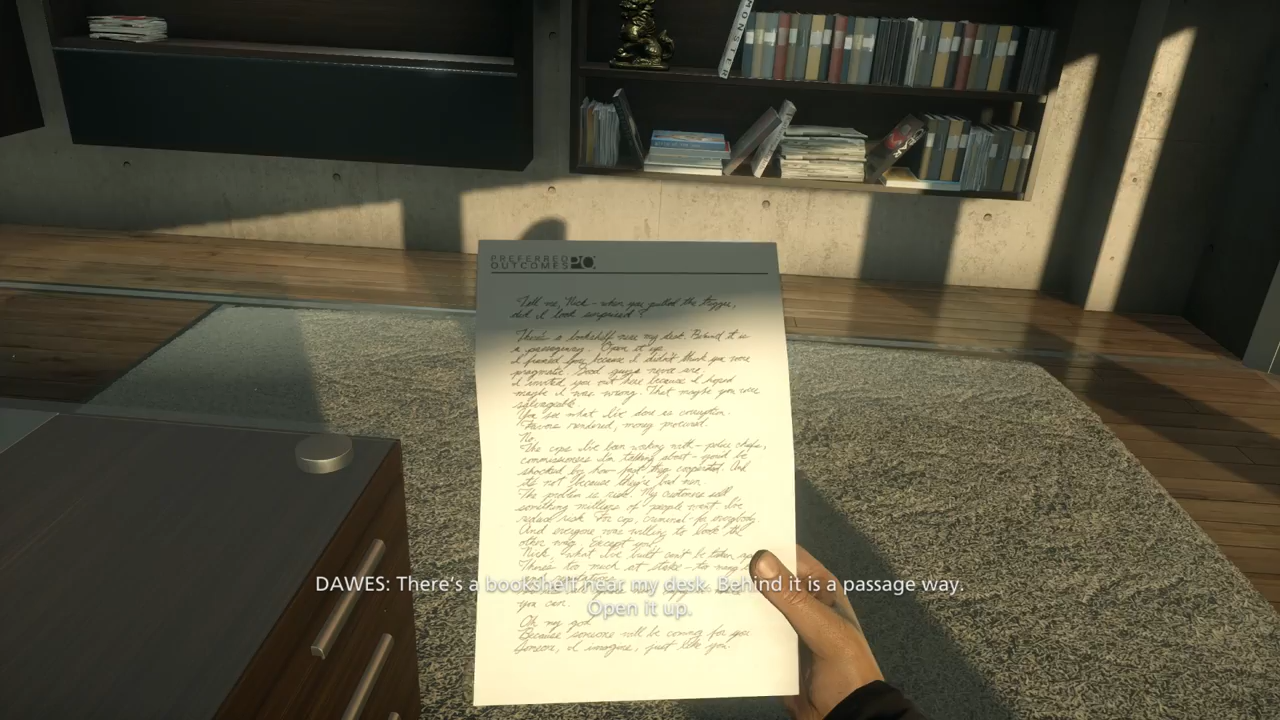 MONSTER
PREFERRED
OUTCOMES PO
Tell me, Nick - when you pulled the trigger,
did I look surprised?
There's a bookshelf near my desk. Behind it is
a passageway. Open it up.
I framed you because I didn't think you were
pragmatic. Good guys never are.
I invited you out here because I hoped
maybe I was wrong. That maybe you were
salvageable.
You see what I've done as corruption.
Favors rendered, money procured.
No.
The cops I've been working with - police chiefs,
commissioners I'm talking about - you'd be
shocked by how fast they cooperated. And
it's not because they're bad men.
The problem is risk. My customers sell
something millions of people want. I've
reduced risk. For cop, criminal - for everybody.
And everyone was willing to look the
other way. Except you.
Nick, what I've built can't be taken
There's too much at stake - too many
DAWES: There's a bookshelf near my desk. Behind it is a passage way.
Open it up.
you can.
Oh my god
Because someone will be coming for you.
Someone, I imagine, just like you.